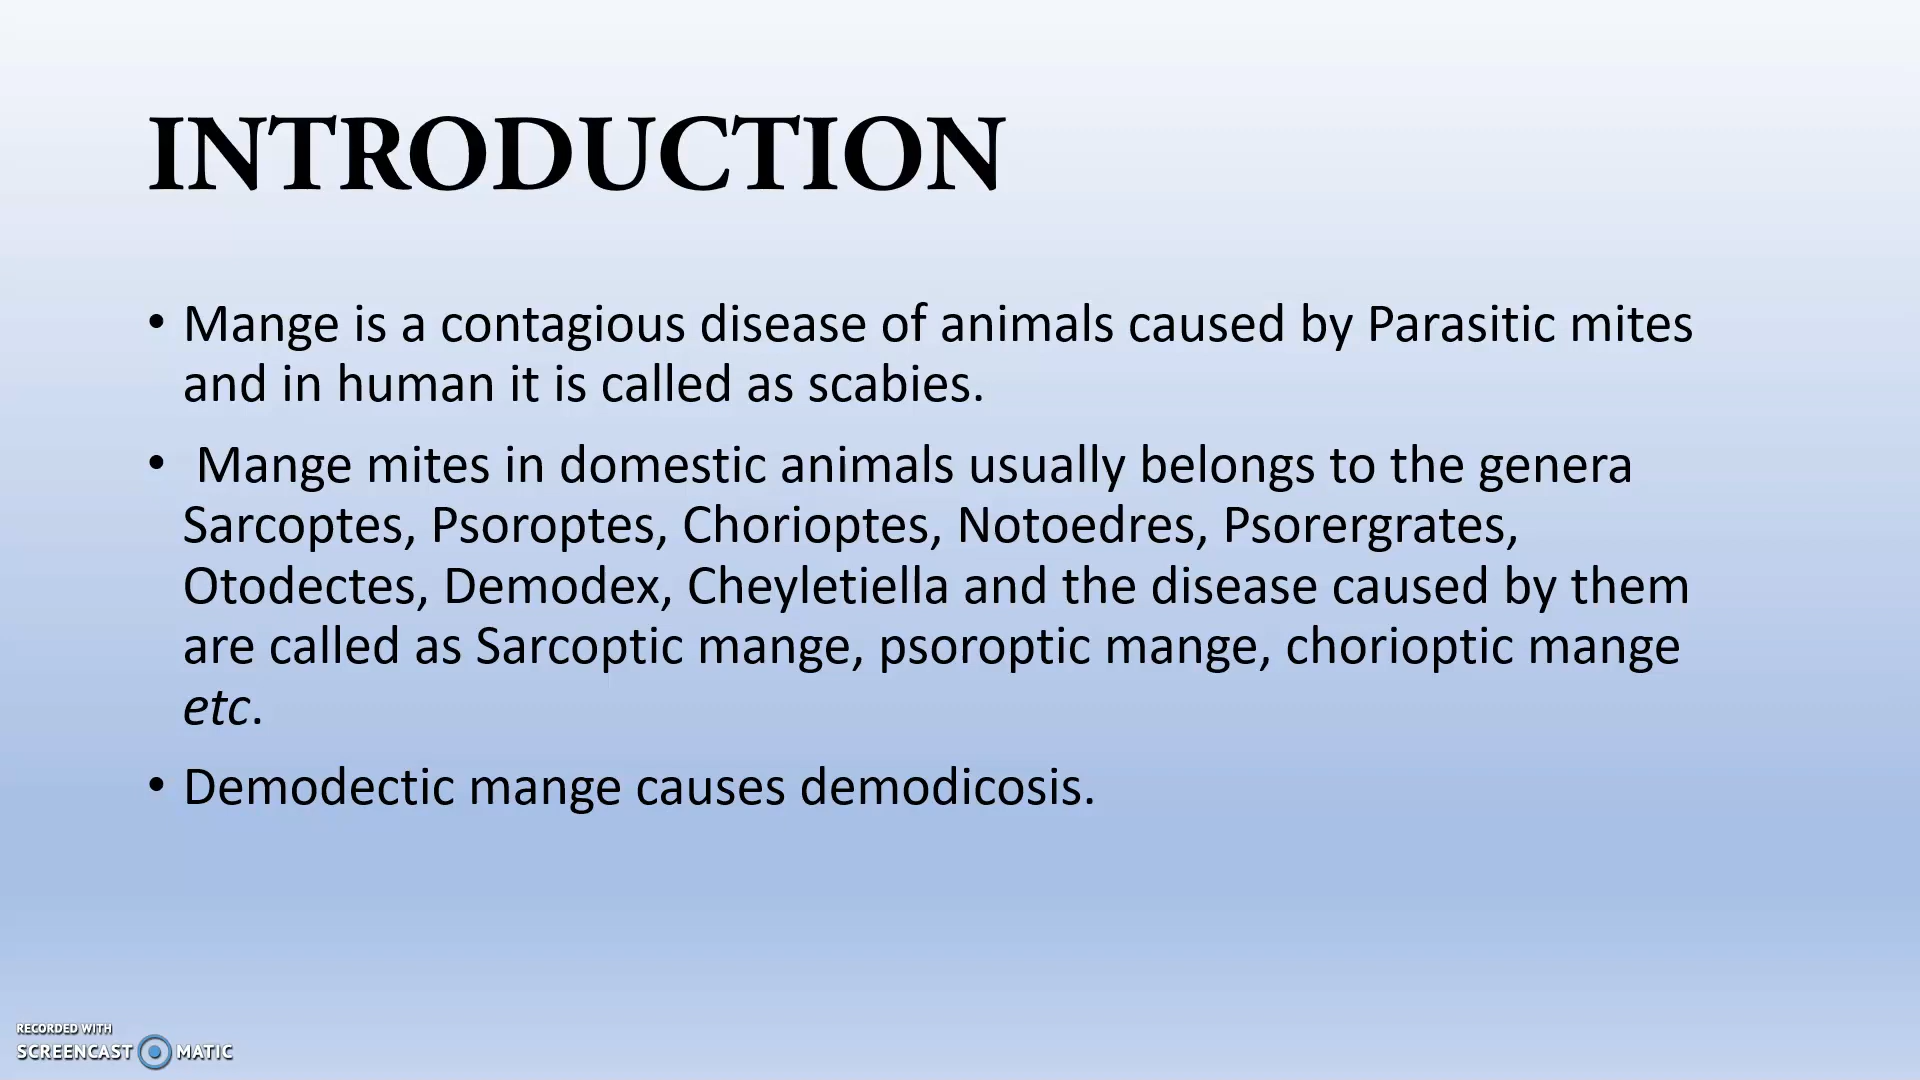 INTRODUCTION
• Mange is a contagious disease of animals caused by Parasitic mites
and in human it is called as scabies.
• Mange mites in domestic animals usually belongs to the genera
Sarcoptes, Psoroptes, Chorioptes, Notoedres, Psorergrates,
Otodectes, Demodex, Cheyletiella and the disease caused by them
are called as Sarcoptic mange, psoroptic mange, chorioptic mange
etc.
• Demodectic mange causes demodicosis.
RECORDED WITH
SCREENCAST MATIC